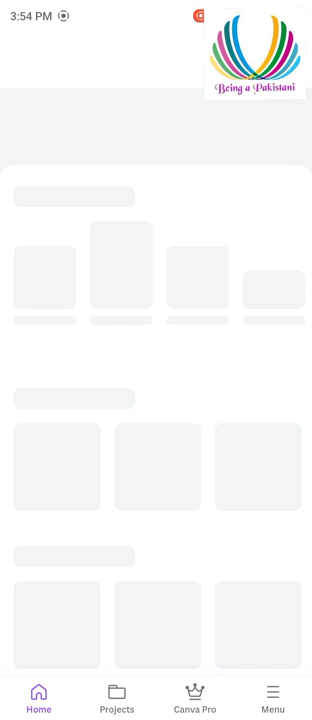 3:54 PM
Being a Pakistani
Home
Projects
Canva Pro
Menu